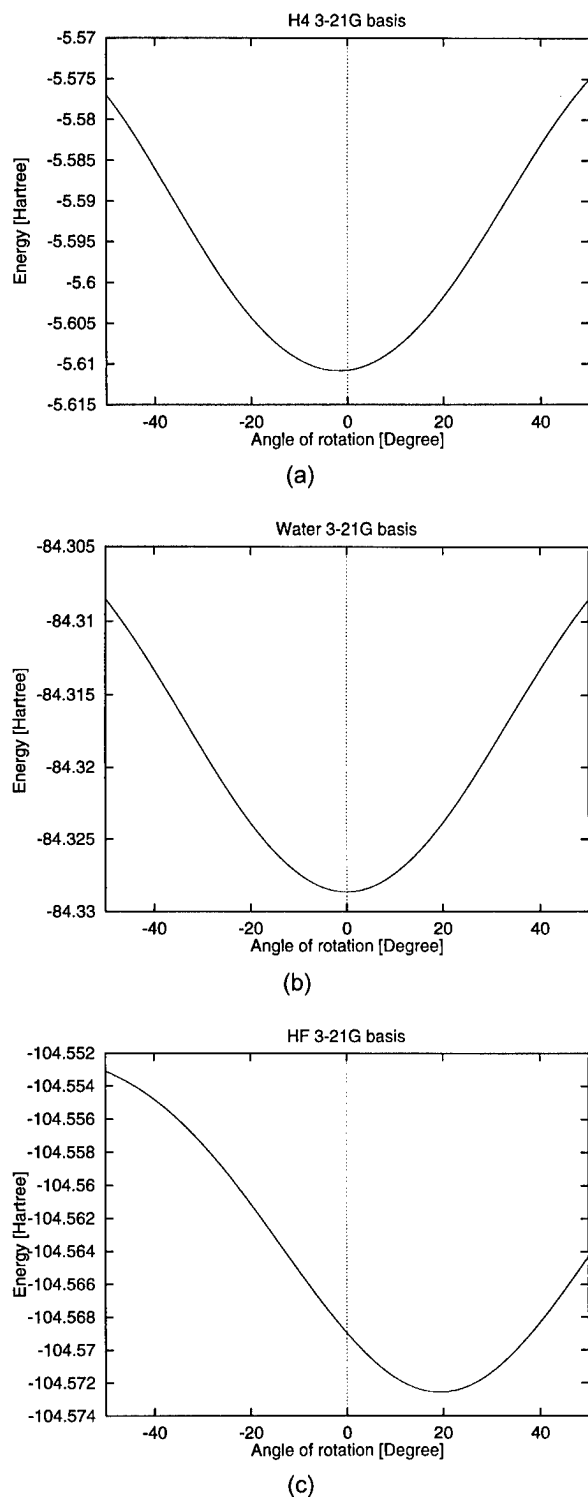 H4 3-21G basis
-5.57
-5.575
-5.58
-5.585
-5.59
-5.595
-5.6
-5.605
-5.61
-5.615
Energy [Hartree]
-40 -20 0 20 40
Angle of rotation [Degree]
(a)
Water 3-21G basis
-84.305
-84.31
-84.315
-84.32
-84.325
-84.33
Energy [Hartree]
-40 -20 0 20 40
Angle of rotation [Degree]
(b)
HF 3-21G basis
-104.552
-104.554
-104.556
-104.558
-104.56
-104.562
-104.564
-104.566
-104.568
-104.57
-104.572
-104.574
Energy [Hartree]
-40 -20 0 20 40
Angle of rotation [Degree]
(c)